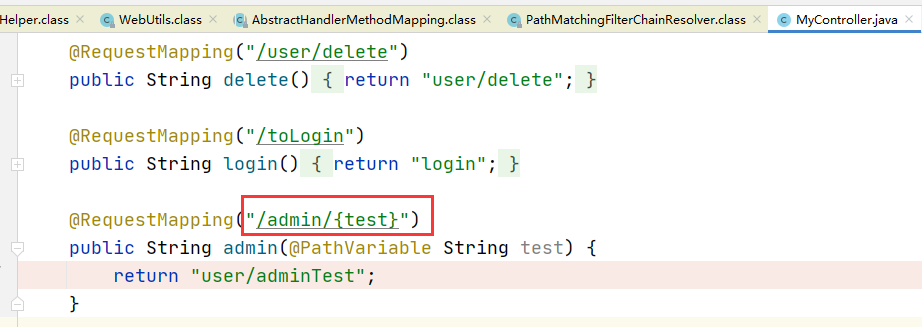 Helper.class × WebUtils.class × AbstractHandlerMethodMapping.class × PathMatchingFilterChainResolver.class × MyController.java ×
@RequestMapping("/user/delete")
public String delete() { return "user/delete"; }
@RequestMapping("/toLogin")
public String login() { return "login"; }
@RequestMapping("/admin/{test}")
public String admin(@PathVariable String test) {
return "user/adminTest";
}